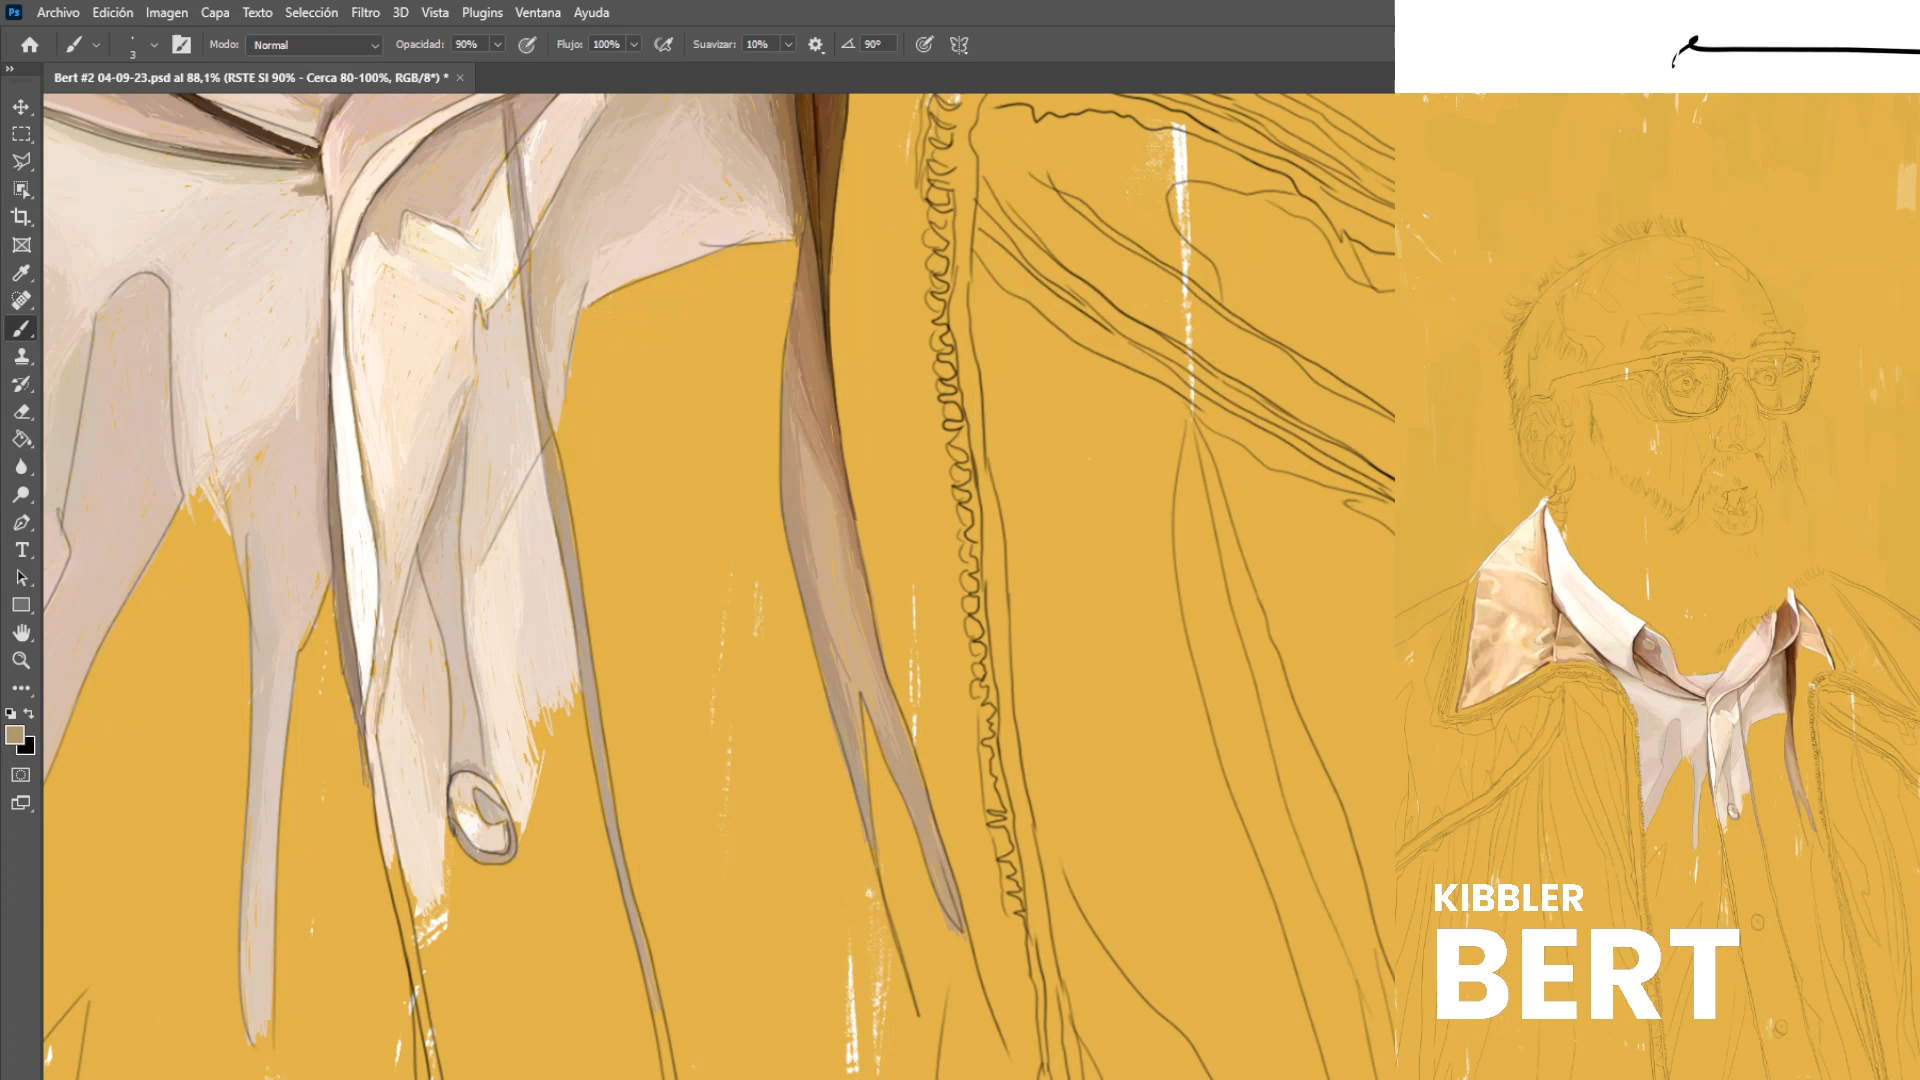 Ps Archivo Edición Imagen Capa Texto Selección Filtro 3D Vista Plugins Ventana Ayuda
3 Modo: Normal Opacidad: 90% Flujo: 100% Suavizar: 10% 90°
Bert #2 04-09-23.psd al 88,1% (RSTE SI 90% - Cerca 80-100%, RGB/8*) * ×
KIBBLER
BERT